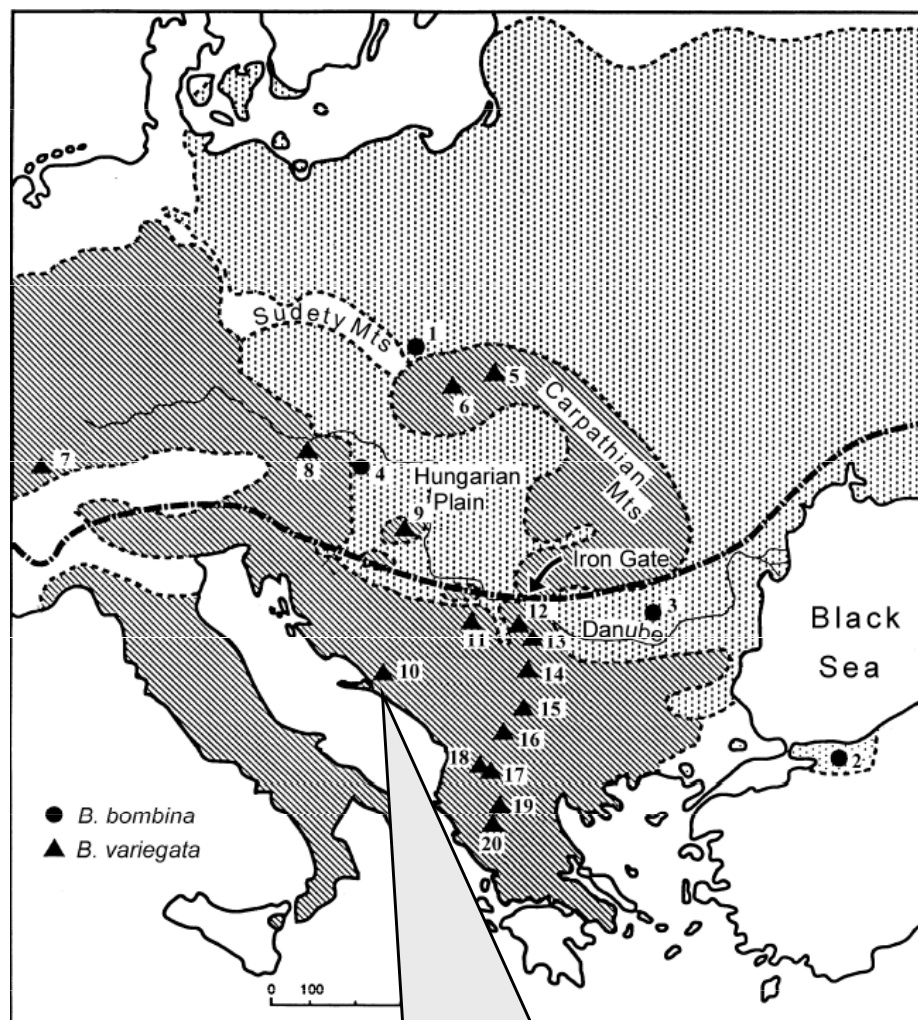 Sudety Mts
1
5
6
Carpathian
Mts
7
8
4
Hungarian
Plain
9
Iron Gate
12
3
11
Danube
13
Black
Sea
10
14
15
16
2
18
17
B. bombina
19
B. variegata
20
0 100